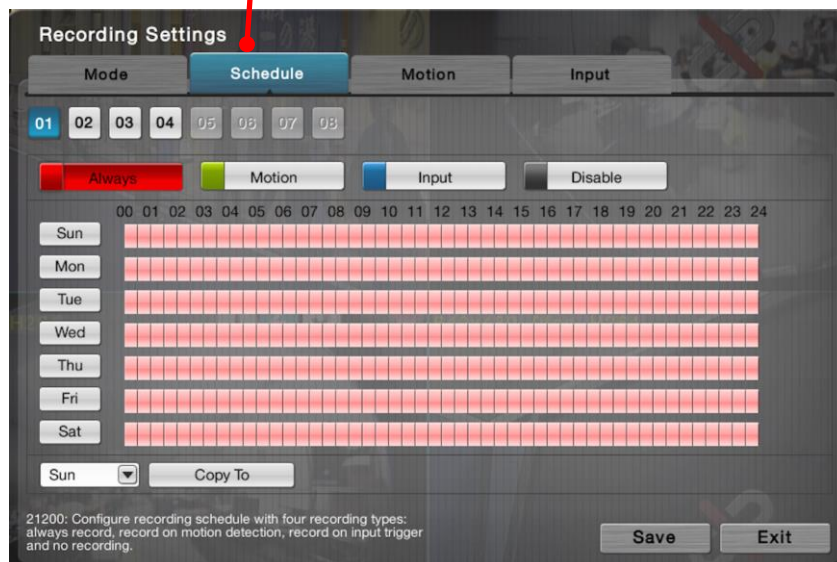 Recording Settings
Mode Schedule Motion Input
01 02 03 04 05 06 07 08
Always Motion Input Disable
00 01 02 03 04 05 06 07 08 09 10 11 12 13 14 15 16 17 18 19 20 21 22 23 24
Sun
Mon
Tue
Wed
Thu
Fri
Sat
Sun Copy To
21200: Configure recording schedule with four recording types:
always record, record on motion detection, record on input trigger
and no recording.
Save Exit